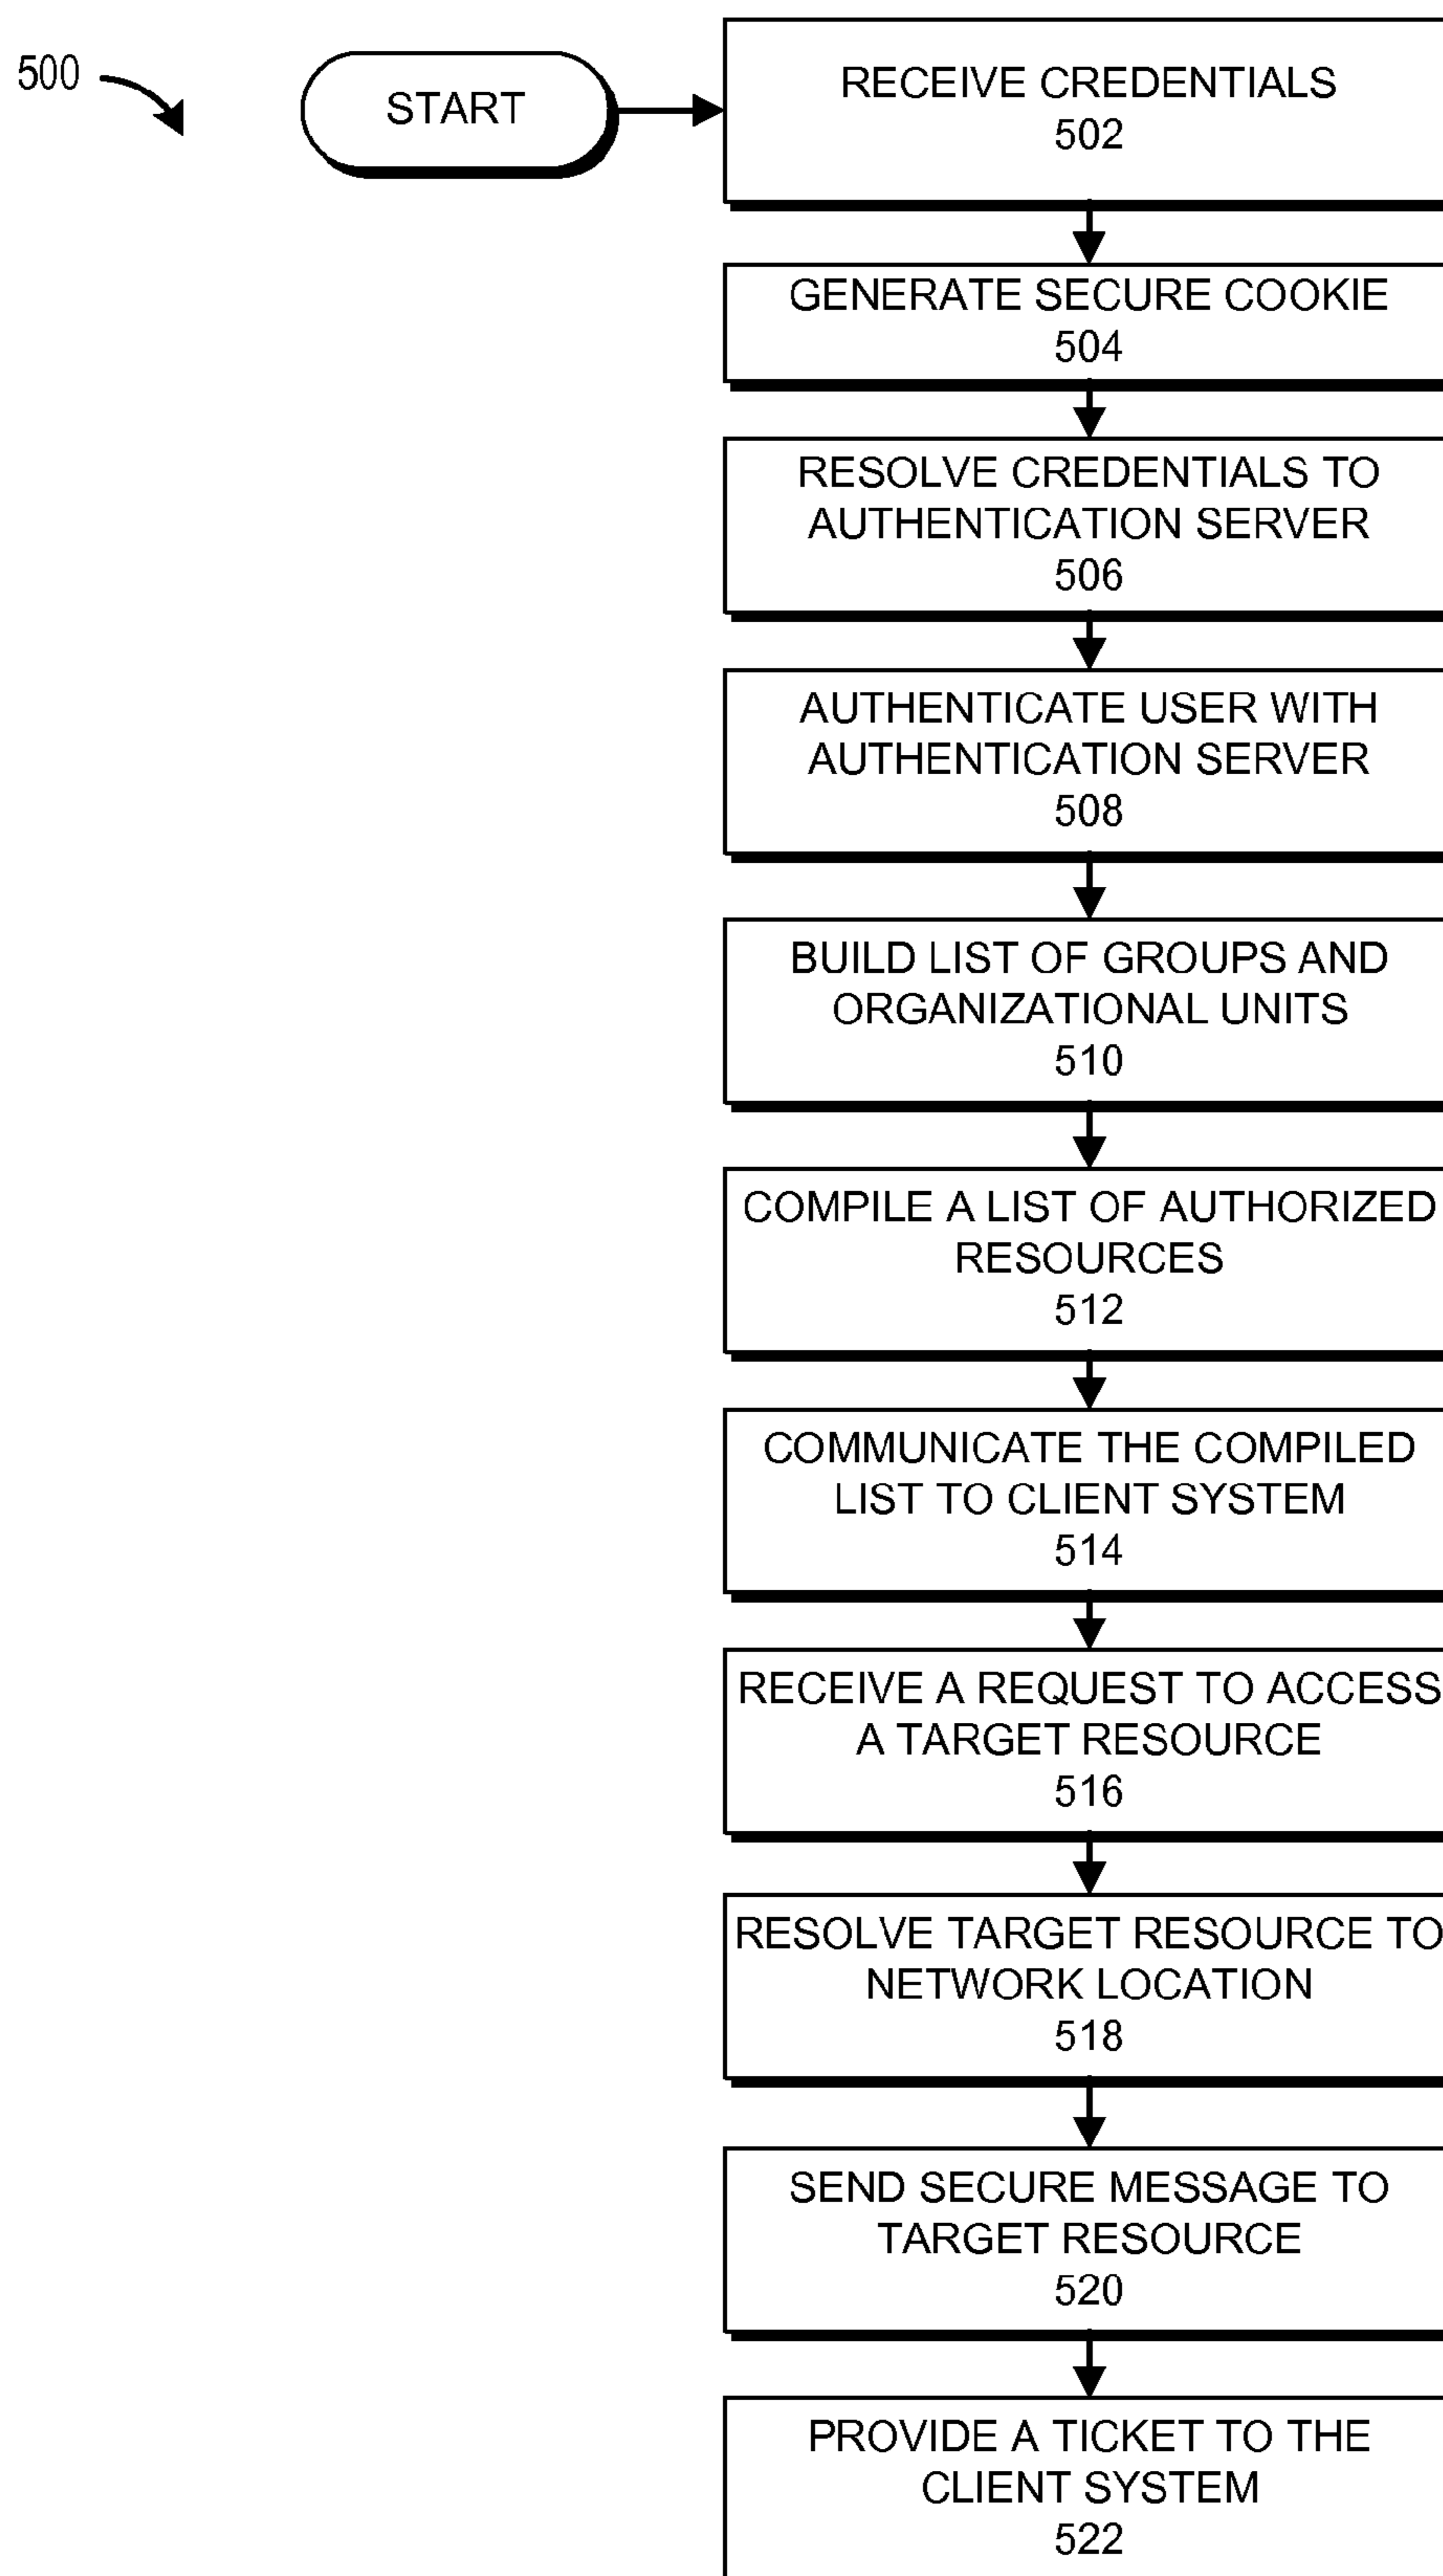 500
START
RECEIVE CREDENTIALS
502
GENERATE SECURE COOKIE
504
RESOLVE CREDENTIALS TO
AUTHENTICATION SERVER
506
AUTHENTICATE USER WITH
AUTHENTICATION SERVER
508
BUILD LIST OF GROUPS AND
ORGANIZATIONAL UNITS
510
COMPILE A LIST OF AUTHORIZED
RESOURCES
512
COMMUNICATE THE COMPILED
LIST TO CLIENT SYSTEM
514
RECEIVE A REQUEST TO ACCESS
A TARGET RESOURCE
516
RESOLVE TARGET RESOURCE TO
NETWORK LOCATION
518
SEND SECURE MESSAGE TO
TARGET RESOURCE
520
PROVIDE A TICKET TO THE
CLIENT SYSTEM
522